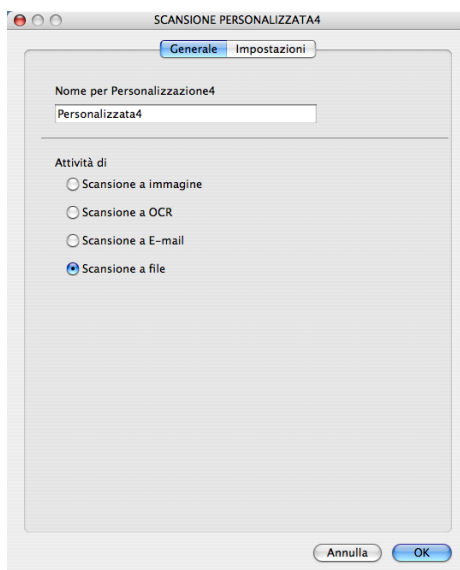 SCANSIONE PERSONALIZZATA4
Generale Impostazioni
Nome per Personalizzazione4
Personalizzata4
Attività di
Scansione a immagine
Scansione a OCR
Scansione a E-mail
Scansione a file
Annulla OK